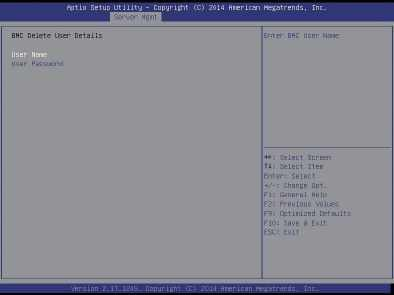 Aptio Setup Utility – Copyright (C) 2014 American Megatrends, Inc.
Server Mgmt
BMC Delete User Details
User Name
User Password
Enter BMC User Name
↔: Select Screen
↑↓: Select Item
Enter: Select
+/-: Change Opt.
F1: General Help
F2: Previous Values
F9: Optimized Defaults
F10: Save & Exit
ESC: Exit
Version 2.17.1249. Copyright (C) 2014 American Megatrends, Inc.